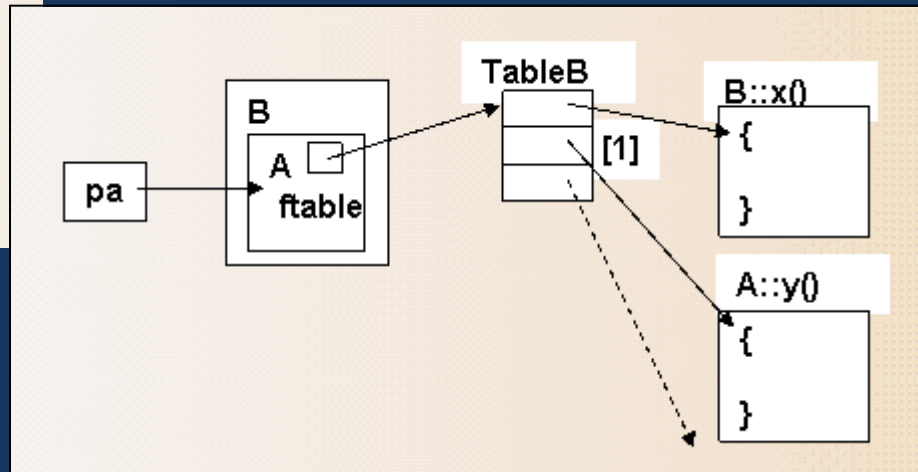 pa
B
A
ftable
TableB
[1]
B::x()
{
}
A::y()
{
}